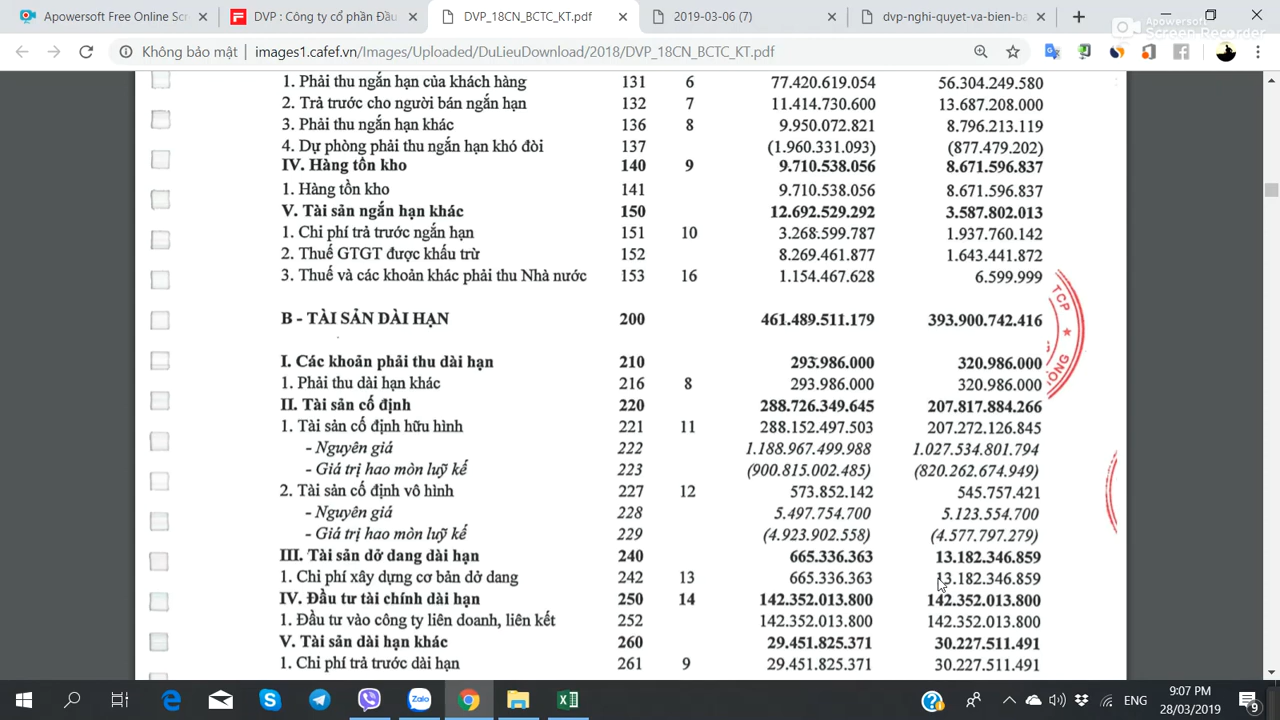 Apowersoft Free Online Scr
DVP : Công ty cổ phần Đầu
DVP_18CN_BCTC_KT.pdf
2019-03-06 (7)
dvp-nghi-quyet-va-bien-ba
Apowersoft
Screen Recorder
Không bảo mật | images1.cafef.vn/Images/Uploaded/DuLieuDownload/2018/DVP_18CN_BCTC_KT.pdf
1. Phải thu ngắn hạn của khách hàng 131 6 77.420.619.054 56.304.249.580
2. Trả trước cho người bán ngắn hạn 132 7 11.414.730.600 13.687.208.000
3. Phải thu ngắn hạn khác 136 8 9.950.072.821 8.796.213.119
4. Dự phòng phải thu ngắn hạn khó đòi 137 (1.960.331.093) (877.479.202)
IV. Hàng tồn kho 140 9 9.710.538.056 8.671.596.837
1. Hàng tồn kho 141 9.710.538.056 8.671.596.837
V. Tài sản ngắn hạn khác 150 12.692.529.292 3.587.802.013
1. Chi phí trả trước ngắn hạn 151 10 3.268.599.787 1.937.760.142
2. Thuế GTGT được khấu trừ 152 8.269.461.877 1.643.441.872
3. Thuế và các khoản khác phải thu Nhà nước 153 16 1.154.467.628 6.599.999
TCP
B - TÀI SẢN DÀI HẠN 200 461.489.511.179 393.900.742.416
I. Các khoản phải thu dài hạn 210 293.986.000 320.986.000
1. Phải thu dài hạn khác 216 8 293.986.000 320.986.000
II. Tài sản cố định 220 288.726.349.645 207.817.884.266
1. Tài sản cố định hữu hình 221 11 288.152.497.503 207.272.126.845
- Nguyên giá 222 1.188.967.499.988 1.027.534.801.794
- Giá trị hao mòn luỹ kế 223 (900.815.002.485) (820.262.674.949)
2. Tài sản cố định vô hình 227 12 573.852.142 545.757.421
- Nguyên giá 228 5.497.754.700 5.123.554.700
- Giá trị hao mòn luỹ kế 229 (4.923.902.558) (4.577.797.279)
III. Tài sản dở dang dài hạn 240 665.336.363 13.182.346.859
1. Chi phí xây dựng cơ bản dở dang 242 13 665.336.363 13.182.346.859
IV. Đầu tư tài chính dài hạn 250 14 142.352.013.800 142.352.013.800
1. Đầu tư vào công ty liên doanh, liên kết 252 142.352.013.800 142.352.013.800
V. Tài sản dài hạn khác 260 29.451.825.371 30.227.511.491
1. Chi phí trả trước dài hạn 261 9 29.451.825.371 30.227.511.491
Zalo
ENG
9:07 PM
28/03/2019
9